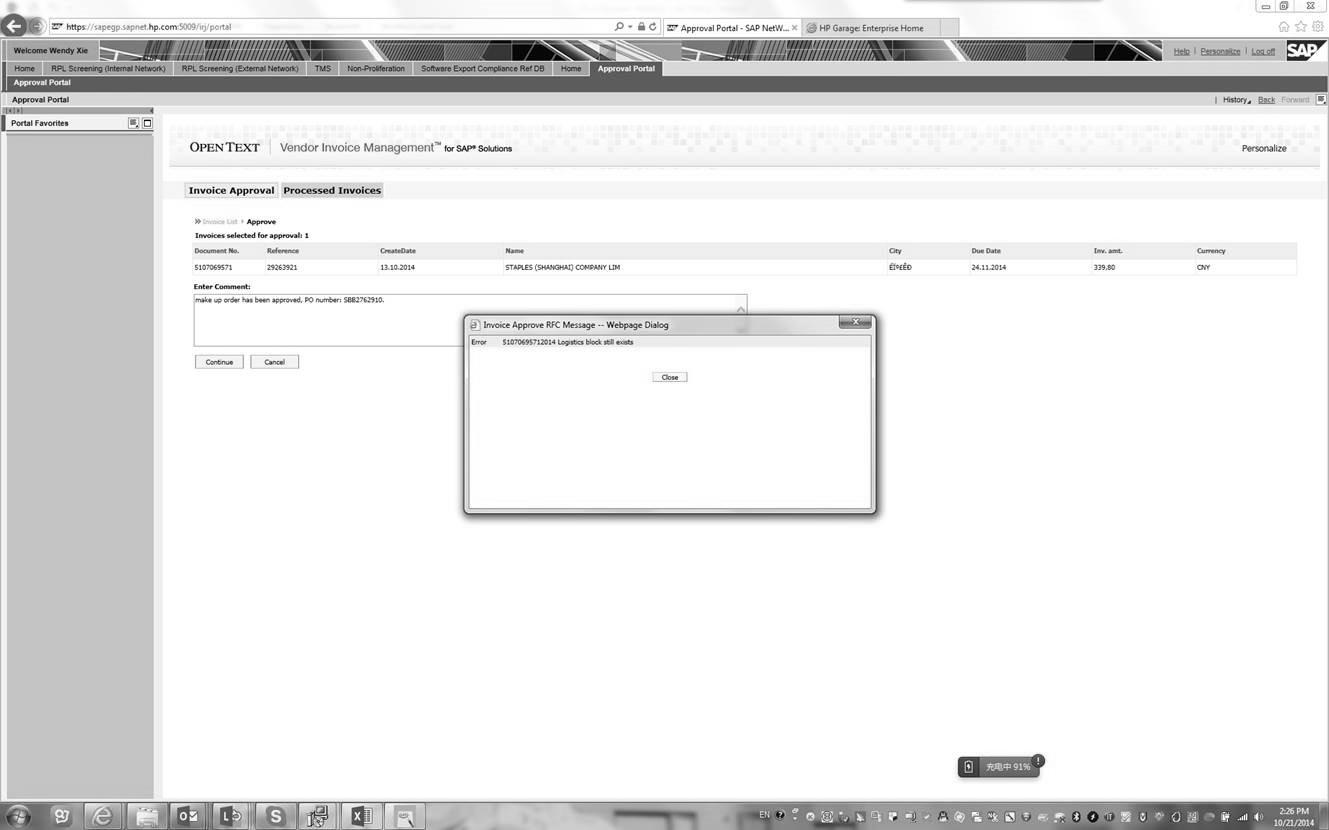 https://sapegp.sapnet.hp.com:5009/irj/portal
Approval Portal - SAP NetW...
HP Garage: Enterprise Home
Welcome Wendy Xie
Help
Personalize
Log off
SAP
Home
RPL Screening (Internal Network)
RPL Screening (External Network)
TMS
Non-Proliferation
Software Export Compliance Ref DB
Home
Approval Portal
Approval Portal
Approval Portal
History
Back
Forward
Portal Favorites
OPEN TEXT
Vendor Invoice Management™ for SAP® Solutions
Personalize
Invoice Approval
Processed Invoices
Invoice List
Approve
Invoices selected for approval: 1
Document No. Reference CreateDate Name City Due Date Inv. amt. Currency
5107069571 29263921 13.10.2014 STAPLES (SHANGHAI) COMPANY LIM ÉÏº£ÊÐ 24.11.2014 339,80 CNY
Enter Comment:
make up order has been approved, PO number: SBB2762910.
Invoice Approve RFC Message -- Webpage Dialog
Error 51070695712014 Logistics block still exists
Continue
Cancel
Close
充电中 91%
EN
2:26 PM
10/21/2014